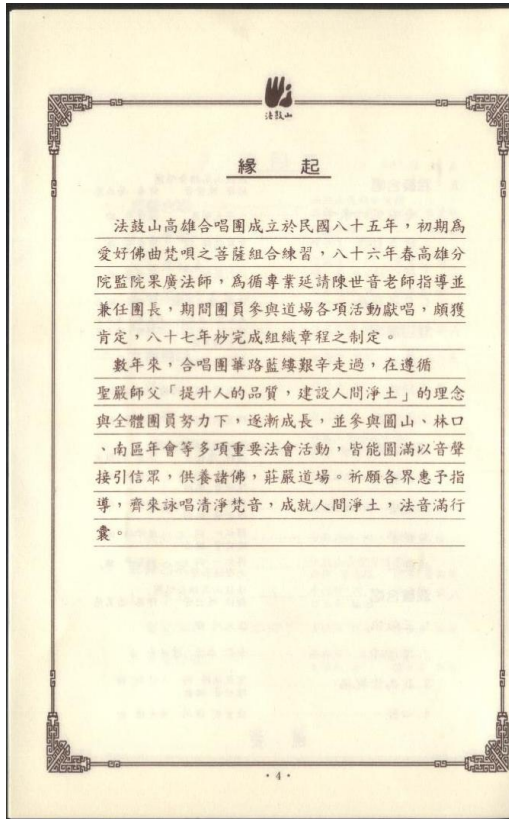 法鼓山
緣起
法鼓山高雄合唱團成立於民國八十五年，初期為
愛好佛曲梵唄之菩薩組合練習，八十六年春高雄分
院監院果廣法師，為循專業延請陳世音老師指導並
兼任團長，期間團員參與道場各項活動獻唱，頗獲
肯定，八十七年杪完成組織章程之制定。
數年來，合唱團篳路藍縷艱辛走過，在遵循
聖嚴師父「提升人的品質，建設人間淨土」的理念
與全體團員努力下，逐漸成長，並參與圓山、林口
、南區年會等多項重要法會活動，皆能圓滿以音聲
接引信眾，供養諸佛，莊嚴道場。祈願各界惠予指
導，齊來詠唱清淨梵音，成就人間淨土，法音滿行
囊。
·4·